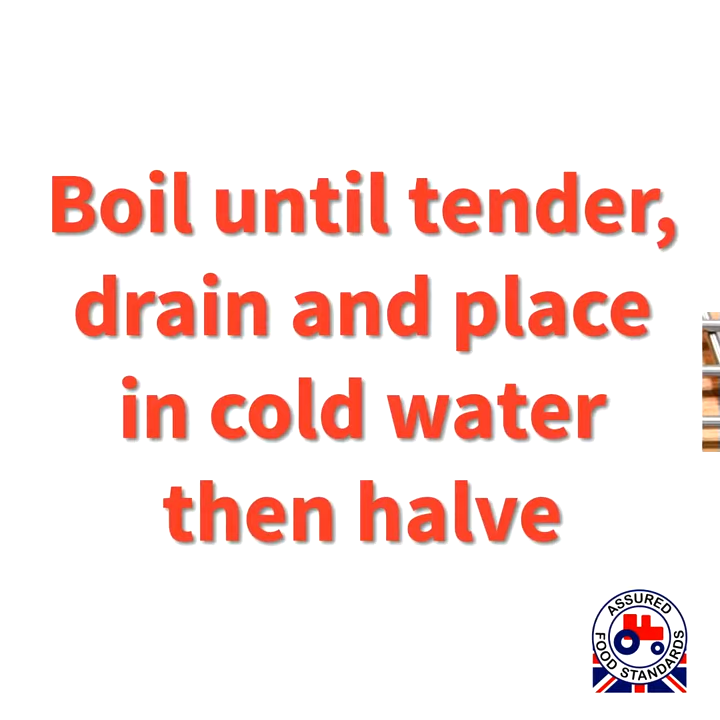 Boil until tender,
drain and place
in cold water
then halve
ASSURED
FOOD STANDARDS